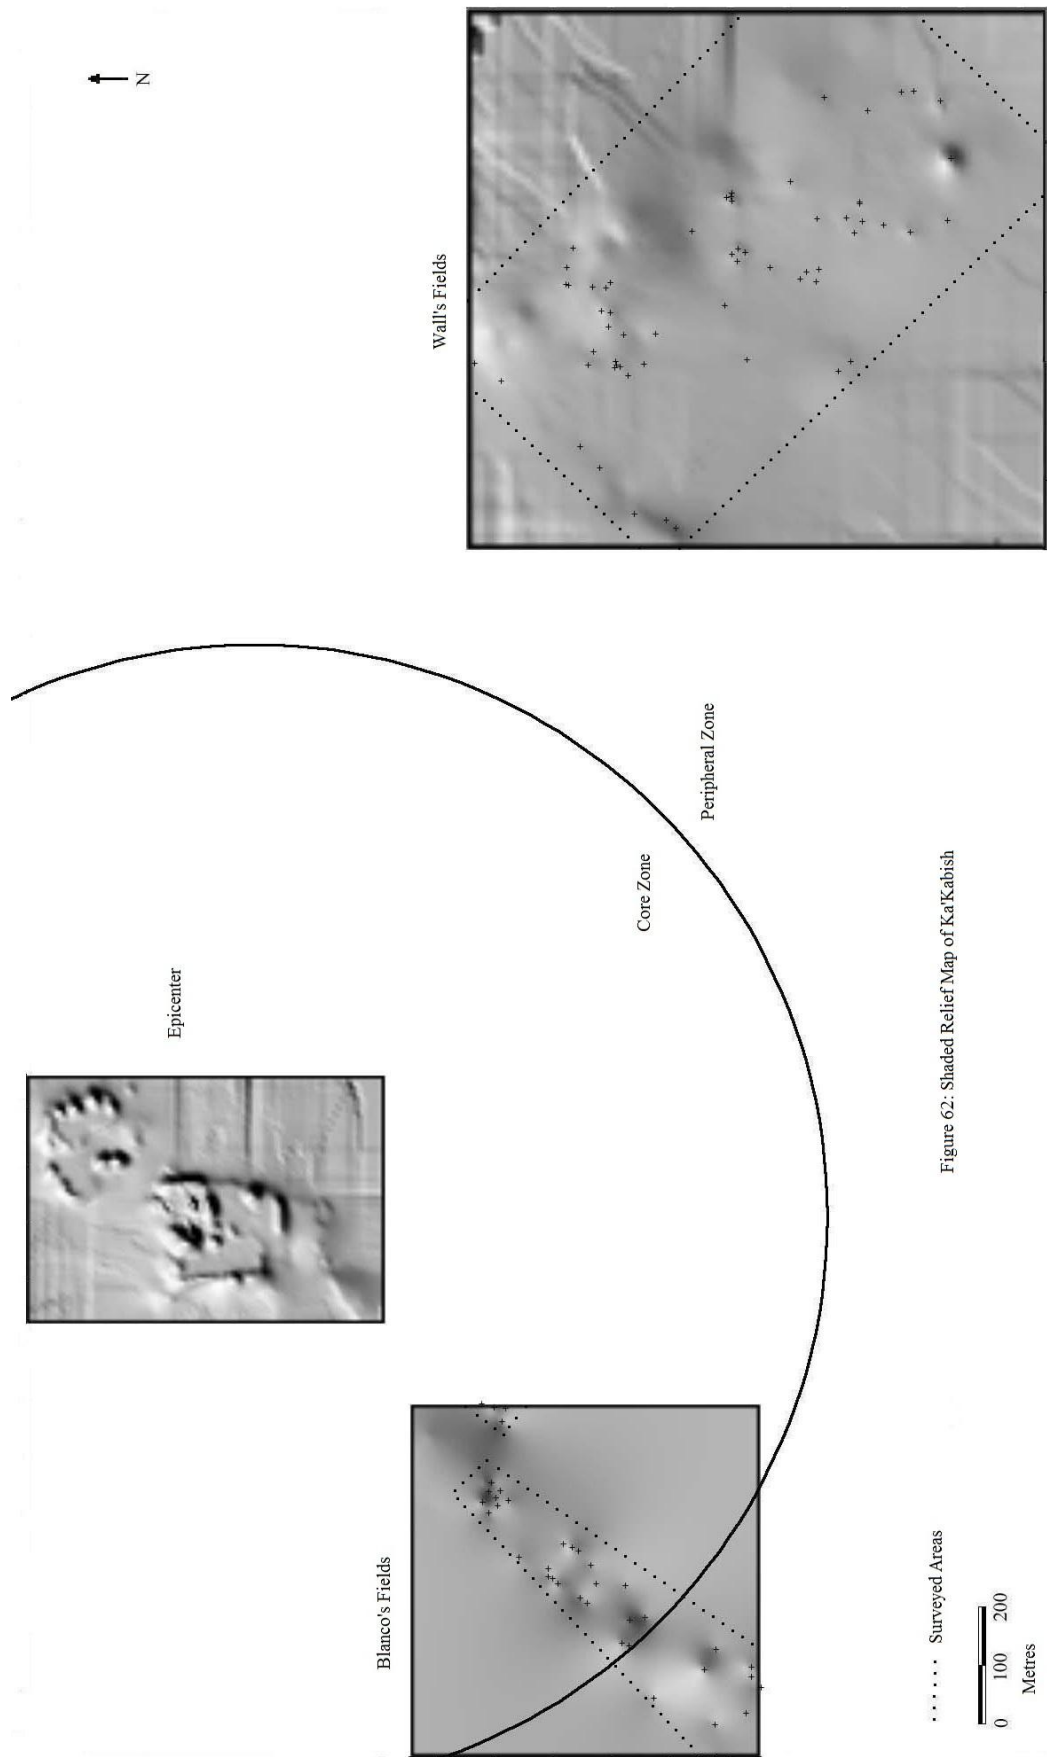 N
Wall's Fields
Epicenter
Core Zone
Peripheral Zone
Blanco's Fields
Surveyed Areas
0 100 200
Metres
Figure 62: Shaded Relief Map of Ka'Kabish